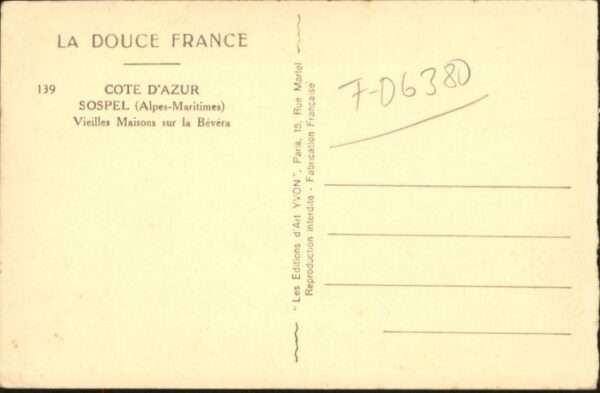 LA DOUCE FRANCE
139 COTE D'AZUR
SOSPEL (Alpes-Maritimes)
Vieilles Maisons sur la Bévéra
"Les Editions d'Art YVON", Paris, 15, Rue Martel
Reproduction interdite - Fabrication Française
7-06380